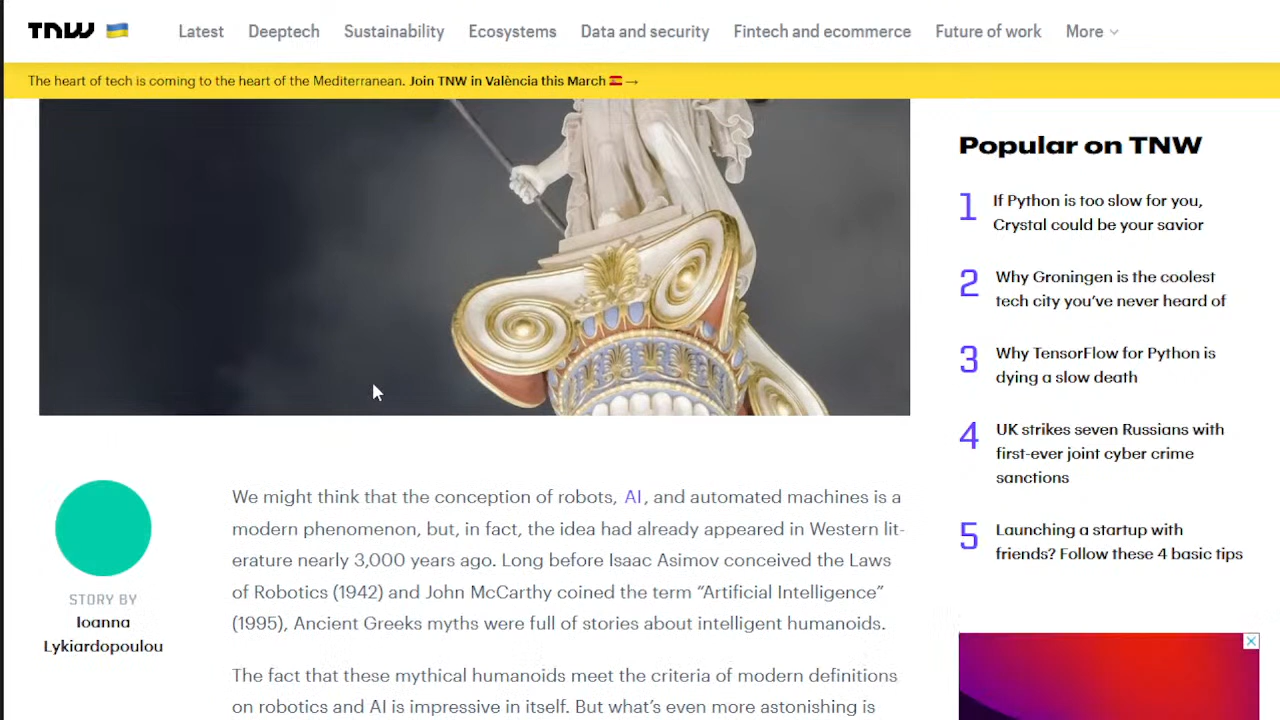 TNW
Latest Deeptech Sustainability Ecosystems Data and security Fintech and ecommerce Future of work More
The heart of tech is coming to the heart of the Mediterranean. Join TNW in València this March →
Popular on TNW
1 If Python is too slow for you,
Crystal could be your savior
2 Why Groningen is the coolest
tech city you've never heard of
3 Why TensorFlow for Python is
dying a slow death
4 UK strikes seven Russians with
first-ever joint cyber crime
sanctions
5 Launching a startup with
friends? Follow these 4 basic tips
STORY BY
Ioanna
Lykiardopoulou
We might think that the conception of robots, AI, and automated machines is a
modern phenomenon, but, in fact, the idea had already appeared in Western lit-
erature nearly 3,000 years ago. Long before Isaac Asimov conceived the Laws
of Robotics (1942) and John McCarthy coined the term “Artificial Intelligence”
(1995), Ancient Greeks myths were full of stories about intelligent humanoids.
The fact that these mythical humanoids meet the criteria of modern definitions
on robotics and AI is impressive in itself. But what's even more astonishing is